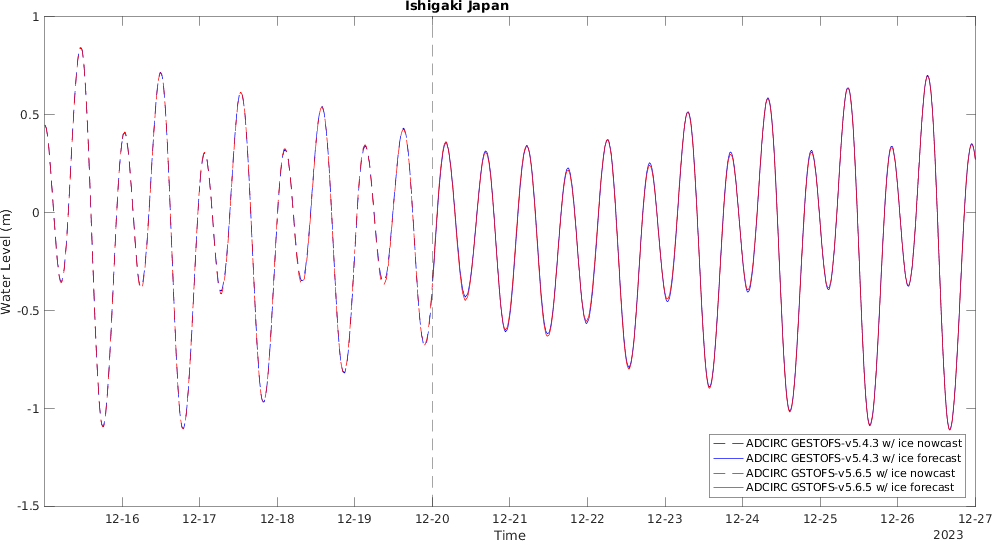 Ishigaki Japan
1
0.5
0
-0.5
-1
-1.5
Water Level (m)
12-16 12-17 12-18 12-19 12-20 12-21 12-22 12-23 12-24 12-25 12-26 12-27
Time
2023
ADCIRC GESTOFS-v5.4.3 w/ ice nowcast
ADCIRC GESTOFS-v5.4.3 w/ ice forecast
ADCIRC GSTOFS-v5.6.5 w/ ice nowcast
ADCIRC GSTOFS-v5.6.5 w/ ice forecast